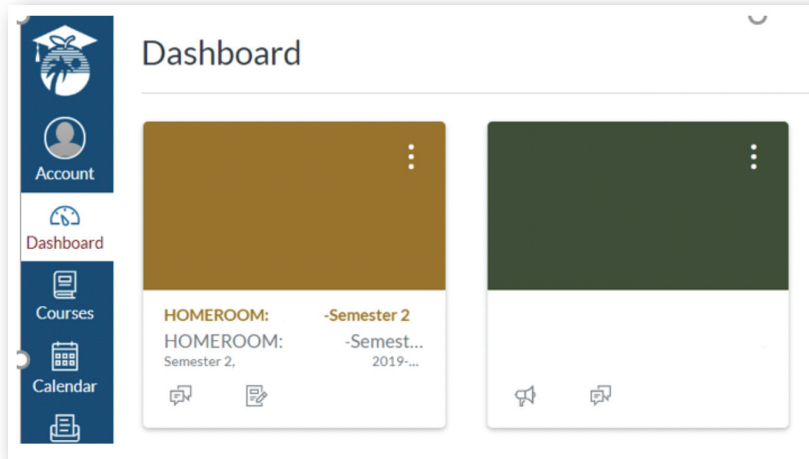 Dashboard
Account
Dashboard
Courses
Calendar
HOMEROOM: -Semester 2
HOMEROOM: -Semest...
Semester 2, 2019-...